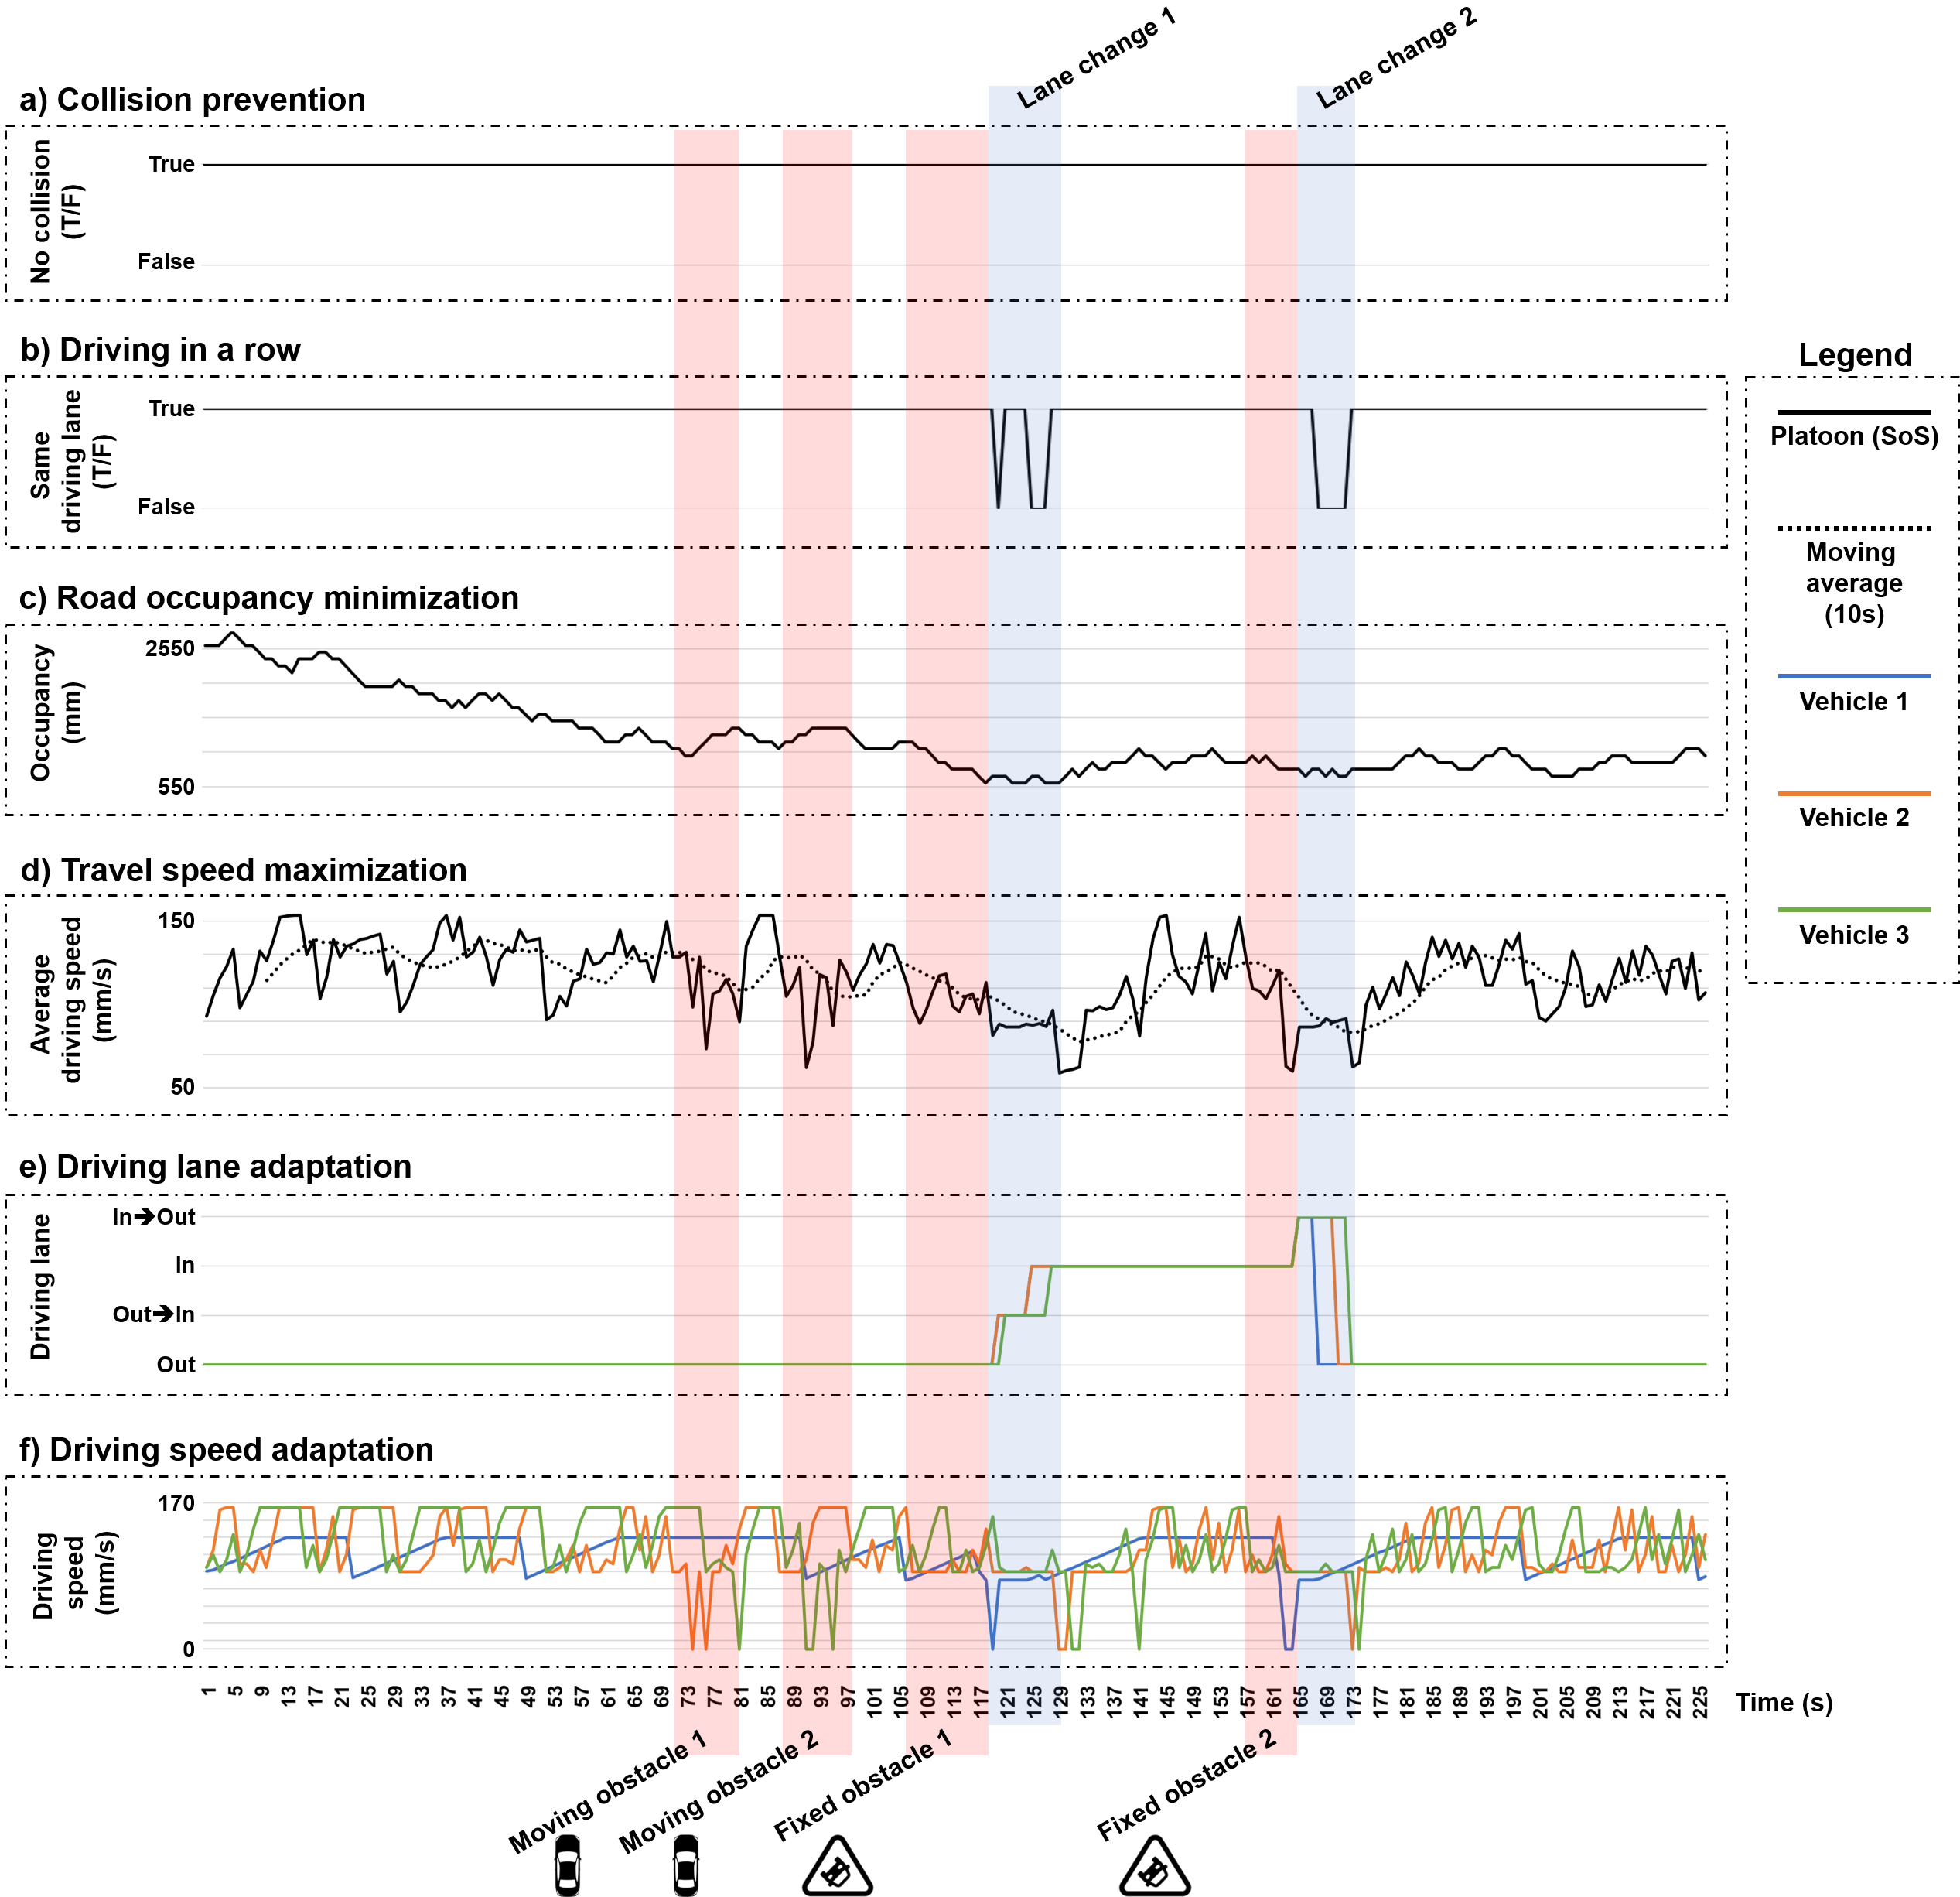 Lane change 1
Lane change 2
a) Collision prevention
No collision
(T/F)
True
False
b) Driving in a row
Same
driving lane
(T/F)
True
False
c) Road occupancy minimization
Occupancy
(mm)
2550
550
d) Travel speed maximization
Average
driving speed
(mm/s)
150
50
e) Driving lane adaptation
Driving lane
In➔Out
In
Out➔In
Out
f) Driving speed adaptation
Driving
speed
(mm/s)
170
0
1 5 9 13 17 21 25 29 33 37 41 45 49 53 57 61 65 69 73 77 81 85 89 93 97 101 105 109 113 117 121 125 129 133 137 141 145 149 153 157 161 165 169 173 177 181 185 189 193 197 201 205 209 213 217 221 225
Time (s)
Moving obstacle 1
Moving obstacle 2
Fixed obstacle 1
Fixed obstacle 2
Legend
Platoon (SoS)
Moving
average
(10s)
Vehicle 1
Vehicle 2
Vehicle 3